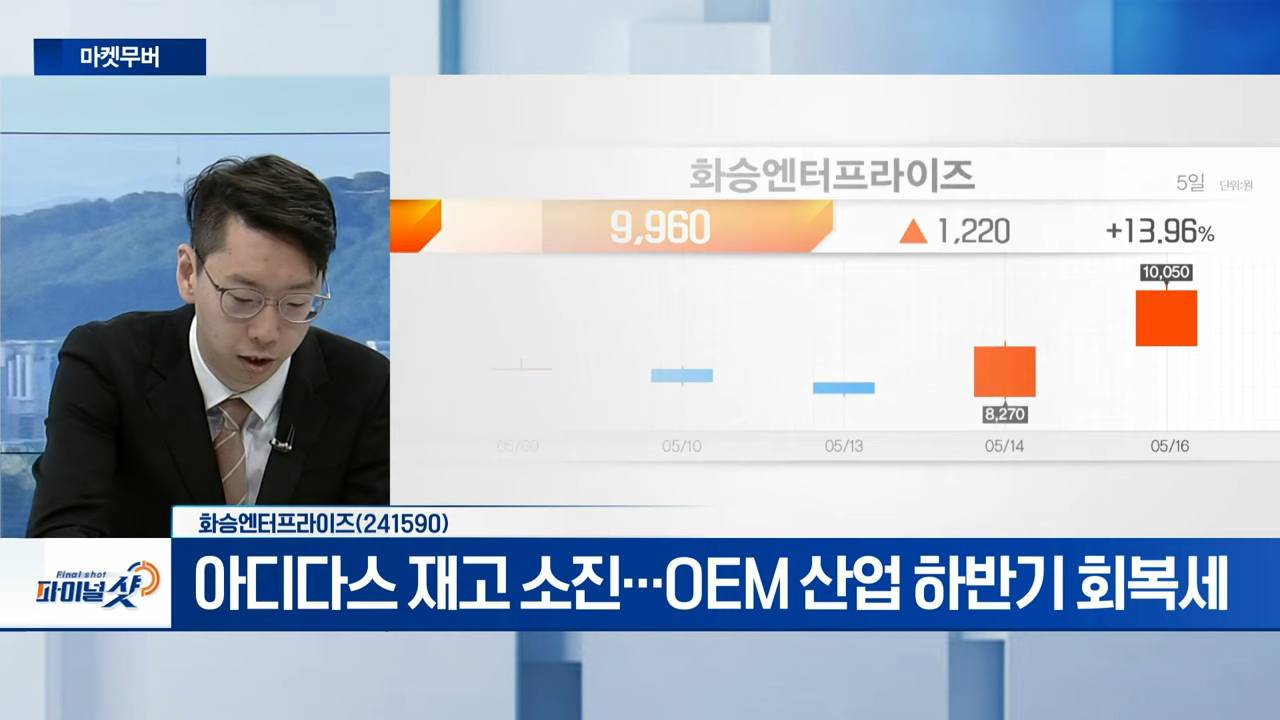 마켓무버
화승엔터프라이즈
5일 단위:원
9,960 ▲ 1,220 +13.96%
10,050
8,270
05/09 05/10 05/13 05/14 05/16
화승엔터프라이즈(241590)
Final shot
파이널샷
아디다스 재고 소진…OEM 산업 하반기 회복세